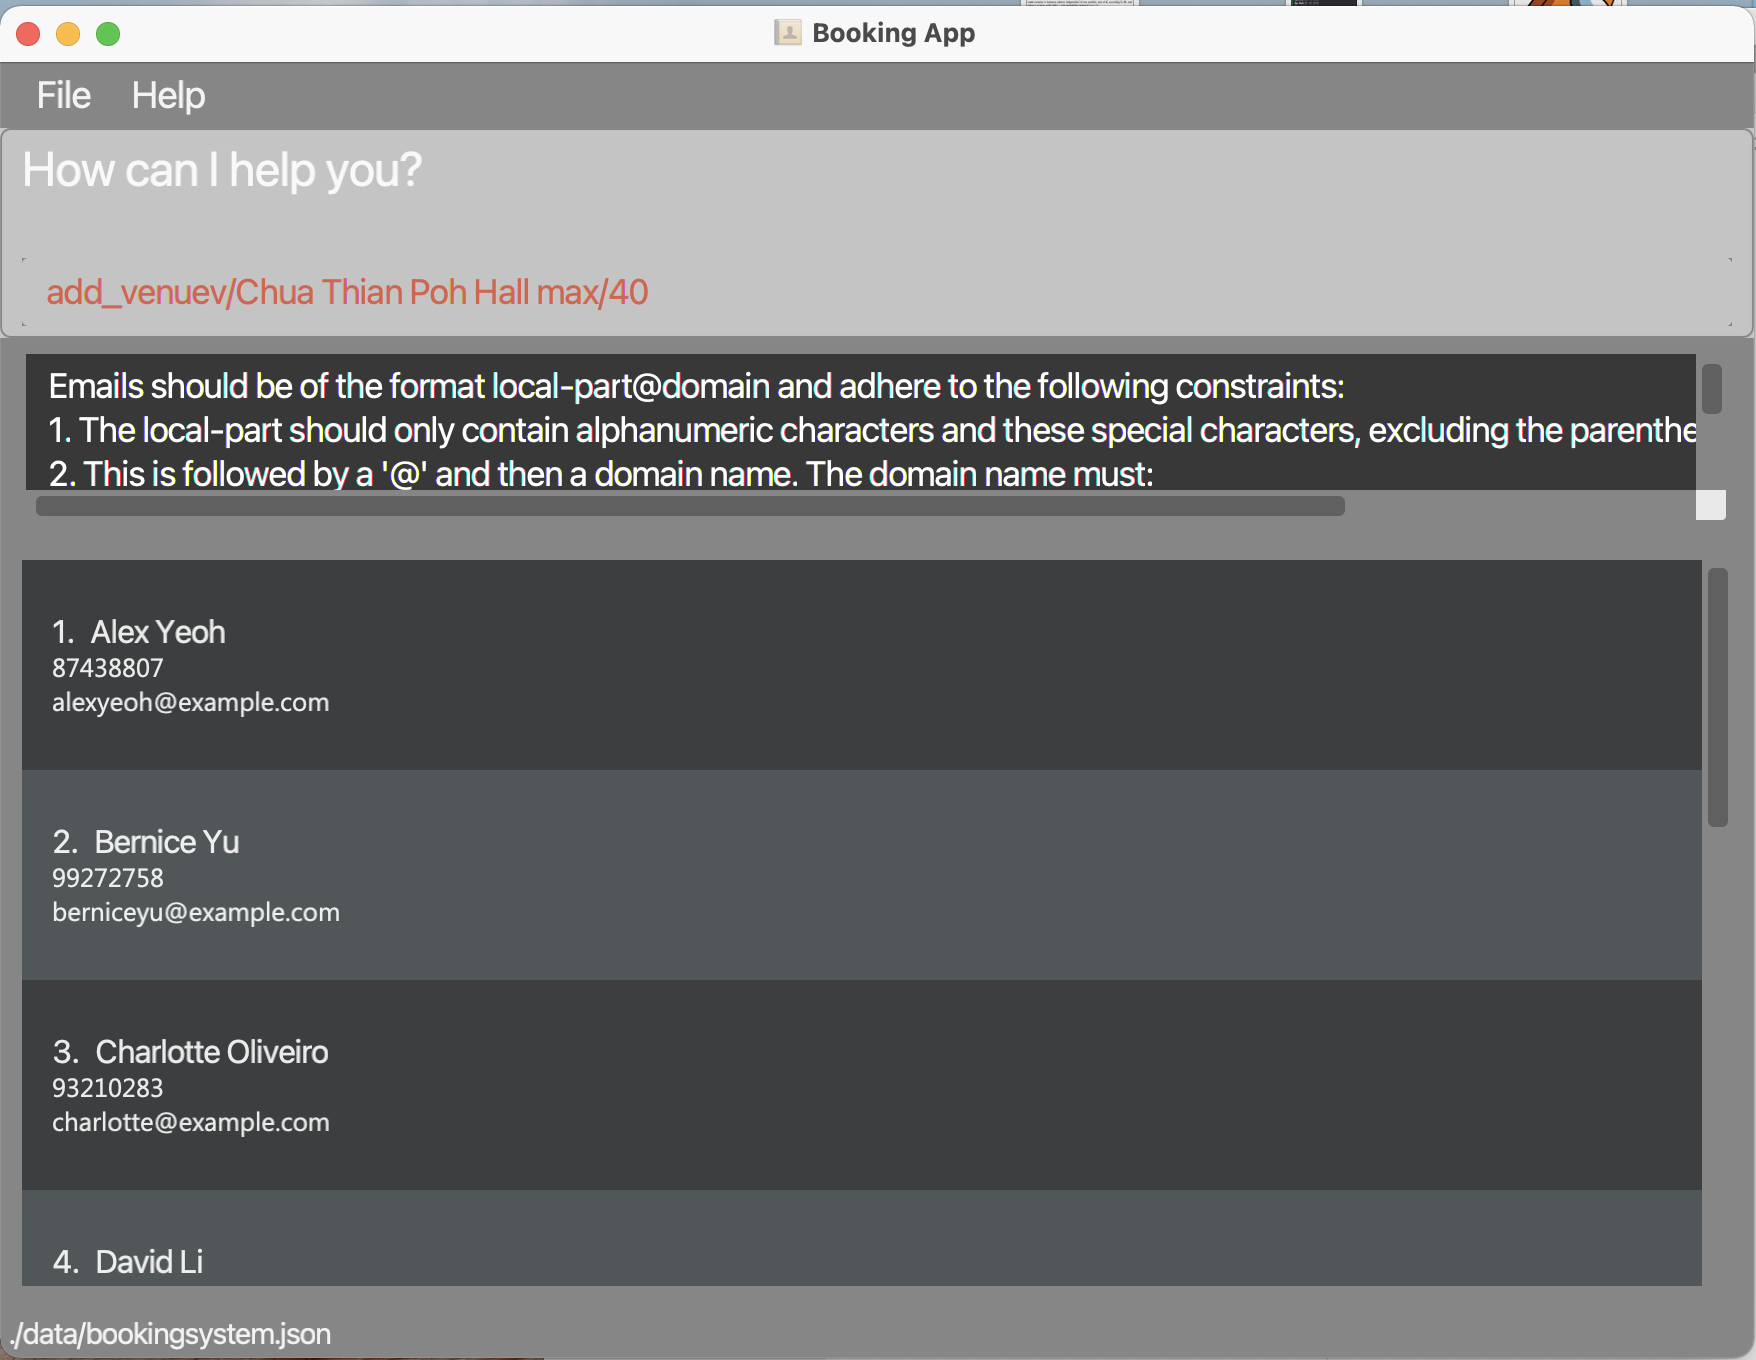 Booking App
File Help
How can I help you?
add_venuev/Chua Thian Poh Hall max/40
Emails should be of the format local-part@domain and adhere to the following constraints:
1. The local-part should only contain alphanumeric characters and these special characters, excluding the parenthe
2. This is followed by a '@' and then a domain name. The domain name must:
1. Alex Yeoh
87438807
alexyeoh@example.com
2. Bernice Yu
99272758
berniceyu@example.com
3. Charlotte Oliveiro
93210283
charlotte@example.com
4. David Li
./data/bookingsystem.json